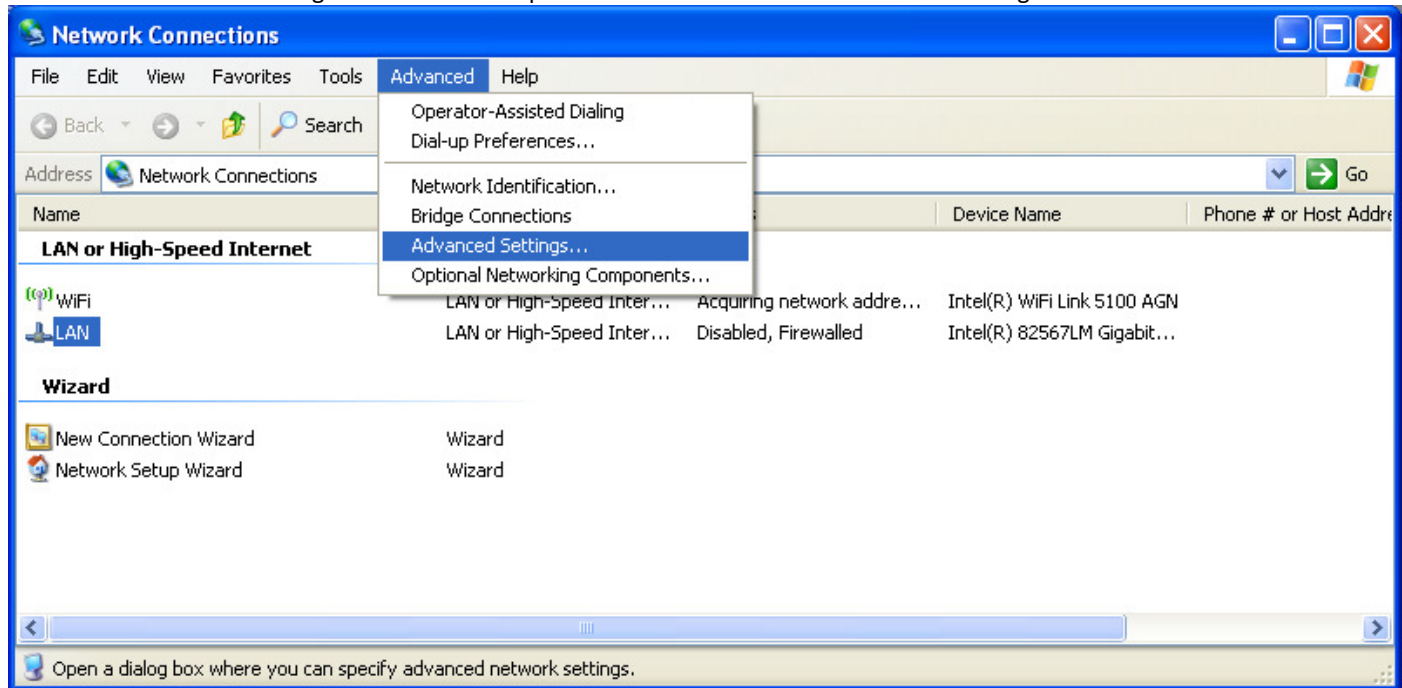 Network Connections
File Edit View Favorites Tools Advanced Help
Back Search
Operator-Assisted Dialing
Dial-up Preferences...
Address Network Connections Go
Network Identification...
Bridge Connections
Advanced Settings...
Optional Networking Components...
Name Device Name Phone # or Host Addre
LAN or High-Speed Internet
WiFi LAN or High-Speed Inter... Acquiring network addre... Intel(R) WiFi Link 5100 AGN
LAN LAN or High-Speed Inter... Disabled, Firewalled Intel(R) 82567LM Gigabit...
Wizard
New Connection Wizard Wizard
Network Setup Wizard Wizard
Open a dialog box where you can specify advanced network settings.